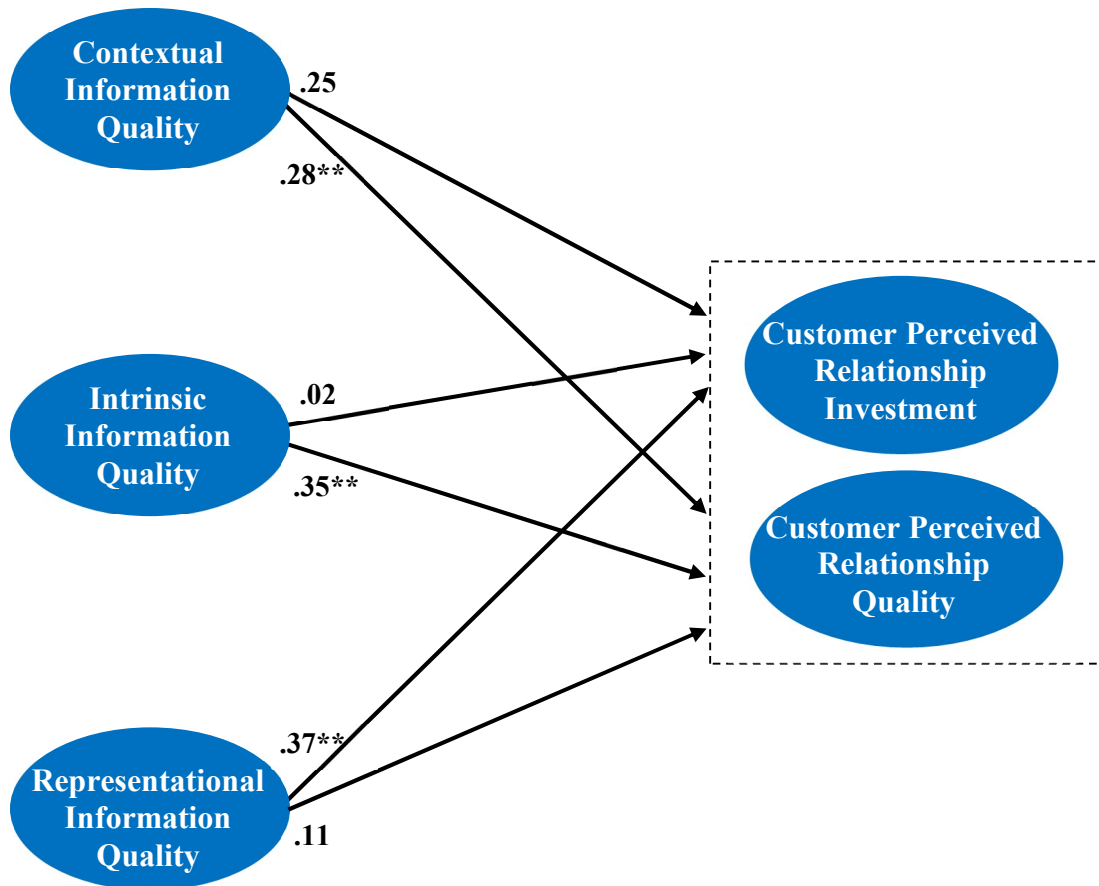 Contextual
Information
Quality
.25
.28**
Intrinsic
Information
Quality
.02
.35**
Customer Perceived
Relationship
Investment
Customer Perceived
Relationship
Quality
Representational
Information
Quality
.37**
.11